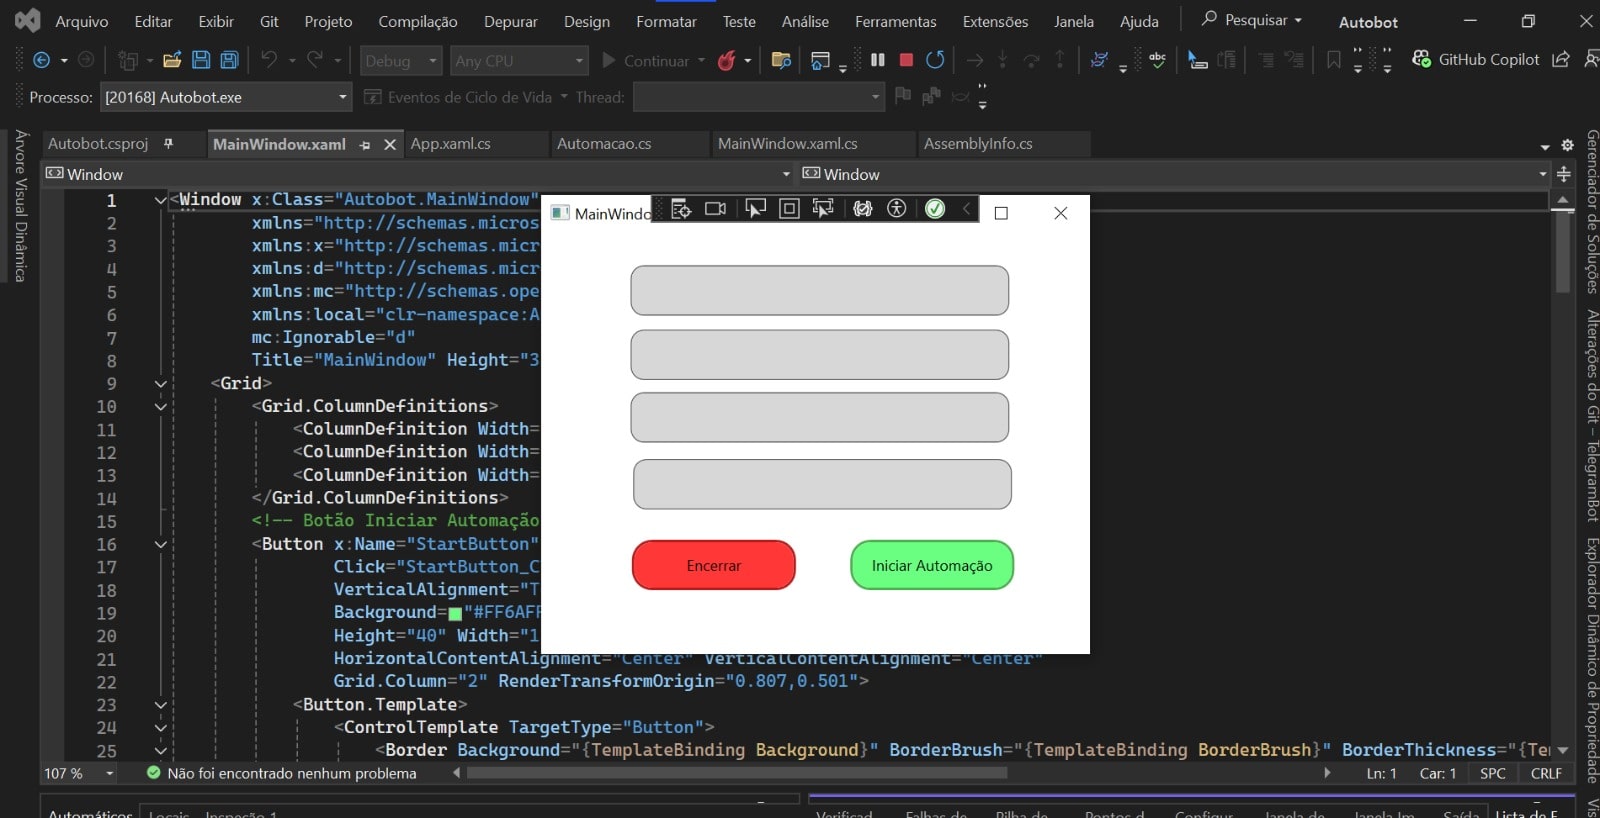 Arquivo Editar Exibir Git Projeto Compilação Depurar Design Formatar Teste Análise Ferramentas Extensões Janela Ajuda Pesquisar Autobot
Debug Any CPU Continuar abc GitHub Copilot
Processo: [20168] Autobot.exe Eventos de Ciclo de Vida Thread:
Autobot.csproj MainWindow.xaml App.xaml.cs Automacao.cs MainWindow.xaml.cs AssemblyInfo.cs
Window Window
1 <Window x:Class="Autobot.MainWindow"
2 xmlns="http://schemas.micros
3 xmlns:x="http://schemas.micr
4 xmlns:d="http://schemas.micr
5 xmlns:mc="http://schemas.ope
6 xmlns:local="clr-namespace:A
7 mc:Ignorable="d"
8 Title="MainWindow" Height="3
9 <Grid>
10 <Grid.ColumnDefinitions>
11 <ColumnDefinition Width=
12 <ColumnDefinition Width=
13 <ColumnDefinition Width=
14 </Grid.ColumnDefinitions>
15 <!-- Botão Iniciar Automação
16 <Button x:Name="StartButton"
17 Click="StartButton_C
18 VerticalAlignment="T
19 Background="#FF6AFF
20 Height="40" Width="1
21 HorizontalContentAlignment="Center" VerticalContentAlignment="Center"
22 Grid.Column="2" RenderTransformOrigin="0.807,0.501">
23 <Button.Template>
24 <ControlTemplate TargetType="Button">
25 <Border Background="{TemplateBinding Background}" BorderBrush="{TemplateBinding BorderBrush}" BorderThickness="{Te
MainWindo
Encerrar Iniciar Automação
107 % Não foi encontrado nenhum problema Ln: 1 Car: 1 SPC CRLF
Automáticos Locais Inspeção 1 Verificad Falhas de Pilha de Pontos d Configur Janela de Janela Im Saída Lista de E
Árvore Visual Dinâmica
Gerenciador de Soluções
Alterações do Git – TelegramBot
Explorador Dinâmico de Propriedade
Vis